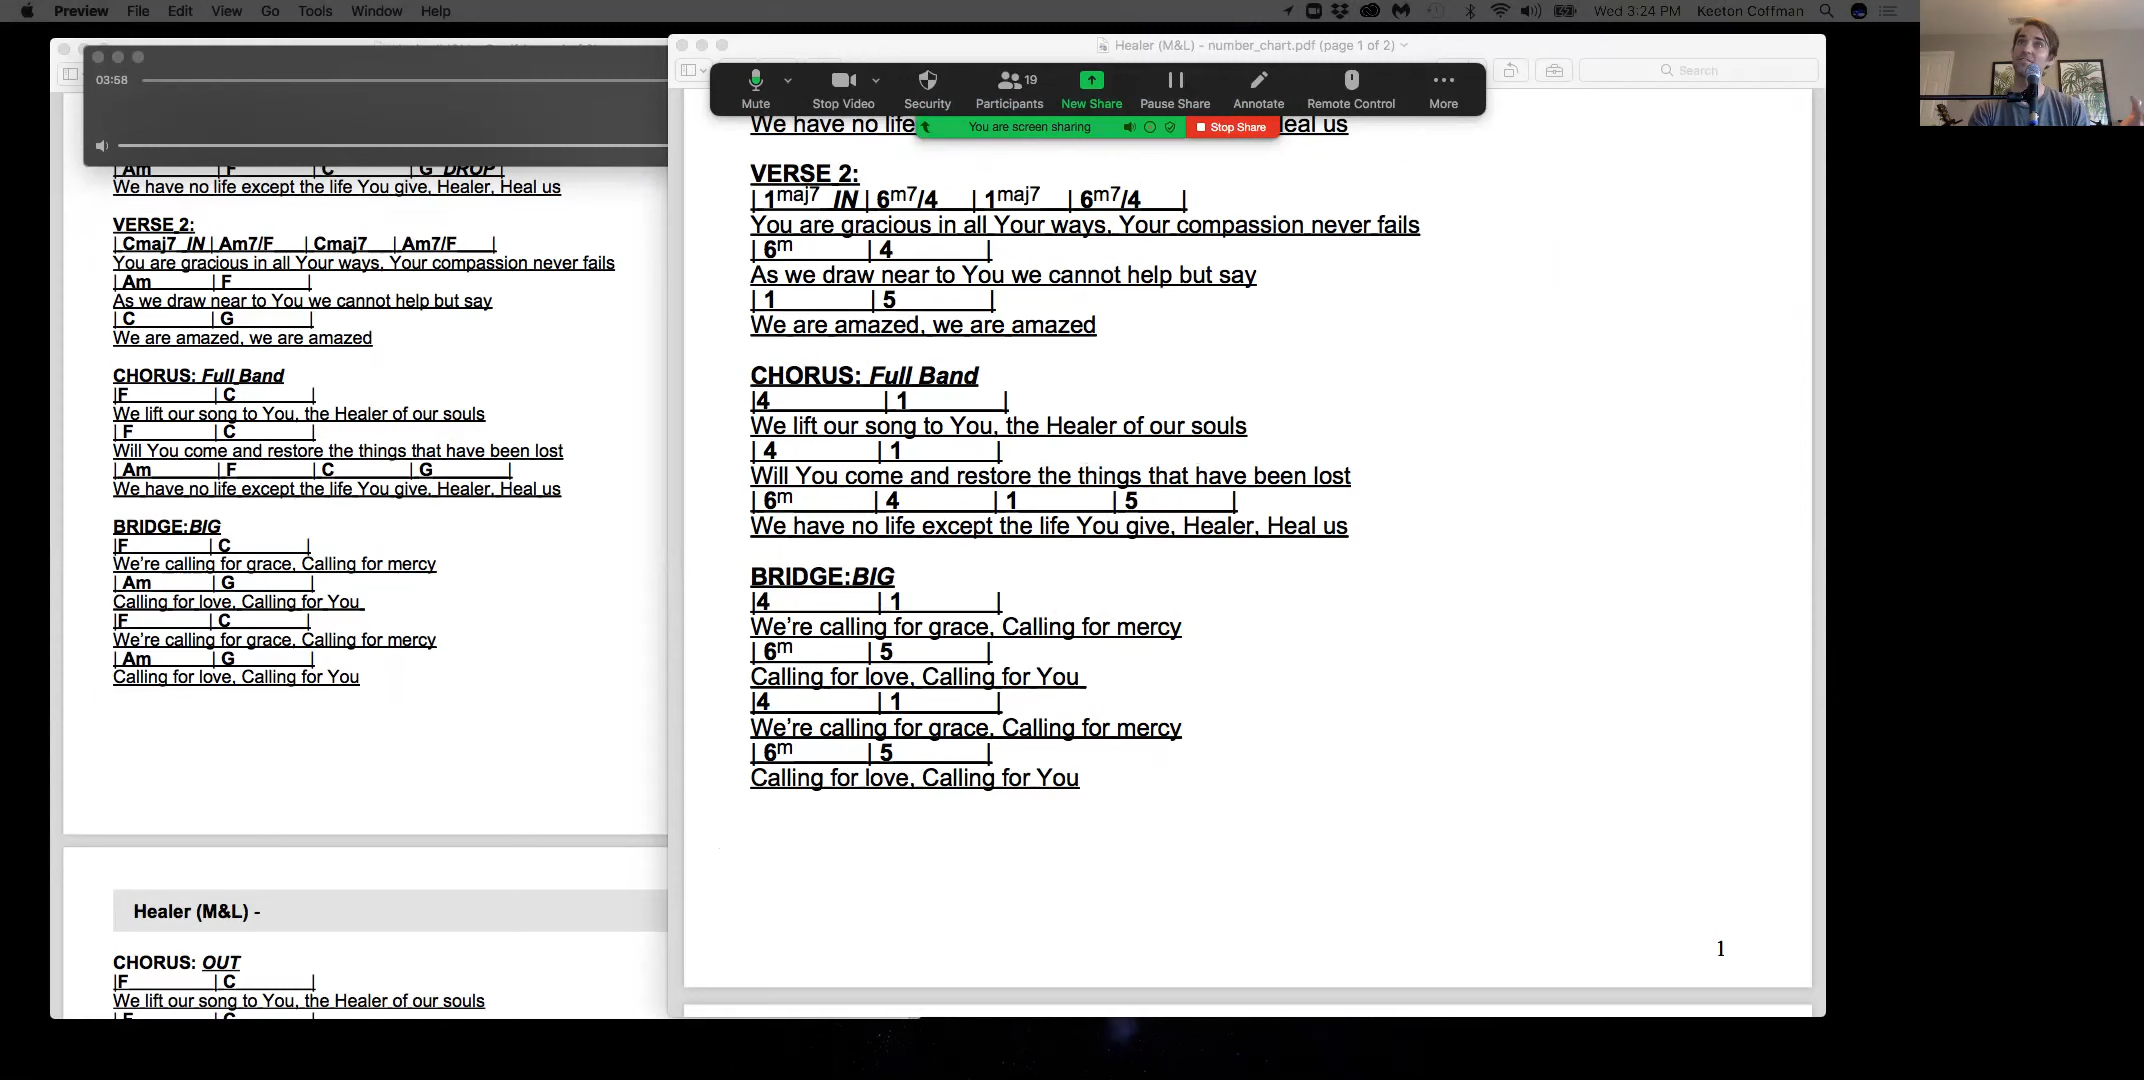 Preview File Edit View Go Tools Window Help
Wed 3:24 PM Keeton Coffman
Healer (M&L) - number_chart.pdf (page 1 of 2)
Search
03:58
Mute Stop Video Security Participants 19 New Share Pause Share Annotate Remote Control More
You are screen sharing Stop Share
| Am | F | C | G DROP |
We have no life except the life You give, Healer, Heal us
VERSE 2:
| Cmaj7 IN | Am7/F | Cmaj7 | Am7/F |
You are gracious in all Your ways, Your compassion never fails
| Am | F |
As we draw near to You we cannot help but say
| C | G |
We are amazed, we are amazed
CHORUS: Full Band
|F | C |
We lift our song to You, the Healer of our souls
| F | C |
Will You come and restore the things that have been lost
| Am | F | C | G |
We have no life except the life You give, Healer, Heal us
BRIDGE:BIG
|F | C |
We’re calling for grace, Calling for mercy
| Am | G |
Calling for love, Calling for You
|F | C |
We’re calling for grace, Calling for mercy
| Am | G |
Calling for love, Calling for You
Healer (M&L) -
CHORUS: OUT
|F | C |
We lift our song to You, the Healer of our souls
| F | C |
We have no life eal us
VERSE 2:
| 1maj7 IN | 6m7/4 | 1maj7 | 6m7/4 |
You are gracious in all Your ways, Your compassion never fails
| 6m | 4 |
As we draw near to You we cannot help but say
| 1 | 5 |
We are amazed, we are amazed
CHORUS: Full Band
|4 | 1 |
We lift our song to You, the Healer of our souls
| 4 | 1 |
Will You come and restore the things that have been lost
| 6m | 4 | 1 | 5 |
We have no life except the life You give, Healer, Heal us
BRIDGE:BIG
|4 | 1 |
We’re calling for grace, Calling for mercy
| 6m | 5 |
Calling for love, Calling for You
|4 | 1 |
We’re calling for grace, Calling for mercy
| 6m | 5 |
Calling for love, Calling for You
1